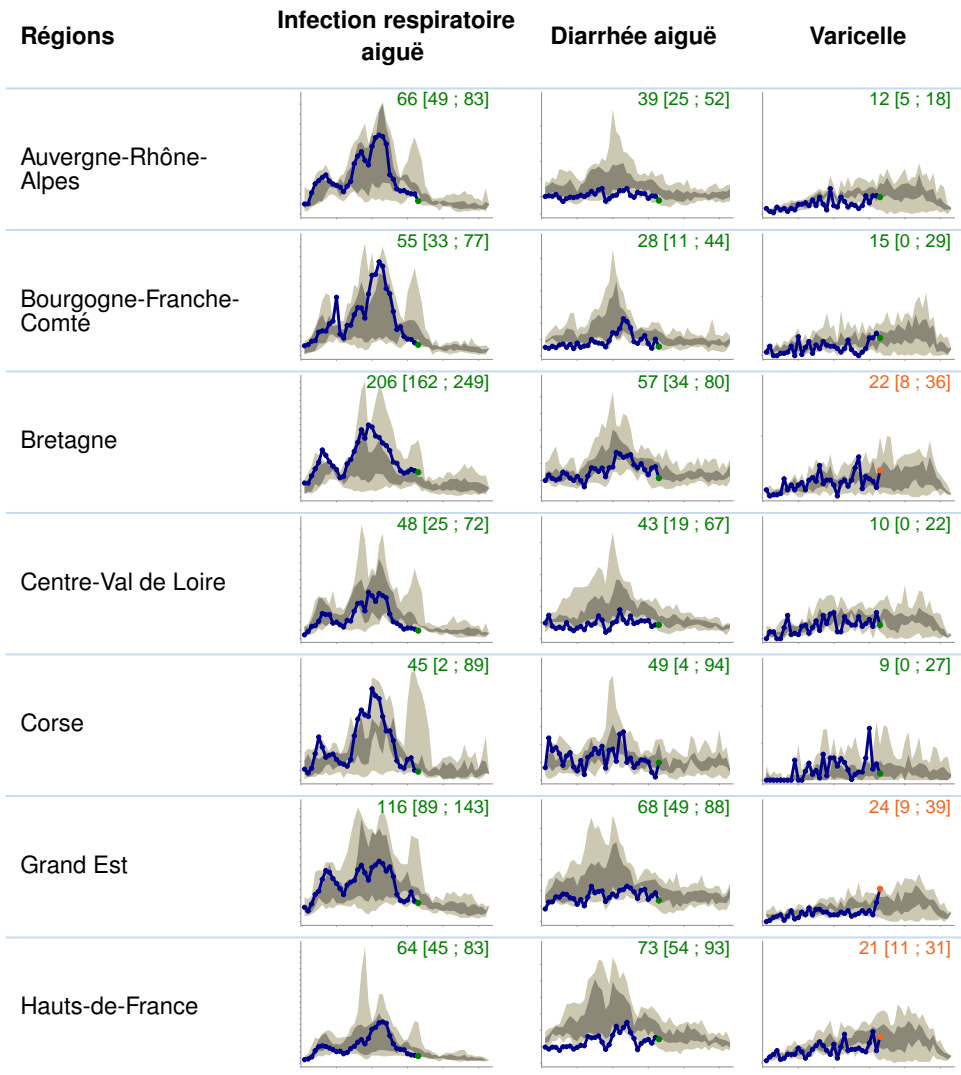 Régions
Infection respiratoire
aiguë
Diarrhée aiguë
Varicelle
Auvergne-Rhône-
Alpes
66 [49 ; 83]
39 [25 ; 52]
12 [5 ; 18]
Bourgogne-Franche-
Comté
55 [33 ; 77]
28 [11 ; 44]
15 [0 ; 29]
Bretagne
206 [162 ; 249]
57 [34 ; 80]
22 [8 ; 36]
Centre-Val de Loire
48 [25 ; 72]
43 [19 ; 67]
10 [0 ; 22]
Corse
45 [2 ; 89]
49 [4 ; 94]
9 [0 ; 27]
Grand Est
116 [89 ; 143]
68 [49 ; 88]
24 [9 ; 39]
Hauts-de-France
64 [45 ; 83]
73 [54 ; 93]
21 [11 ; 31]